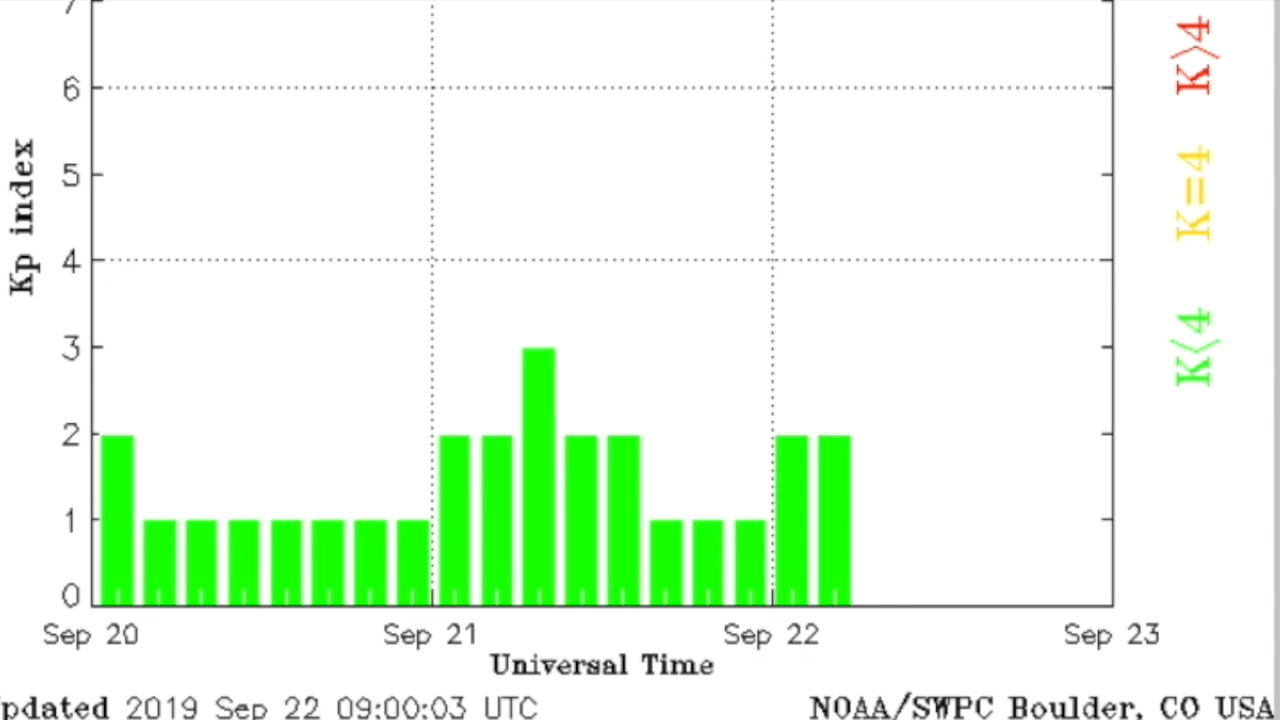 7
6
5
4
3
2
1
0
Kp index
Sep 20 Sep 21 Sep 22 Sep 23
Universal Time
pdated 2019 Sep 22 09:00:03 UTC
NOAA/SWPC Boulder, CO USA
K>4
K=4
K<4